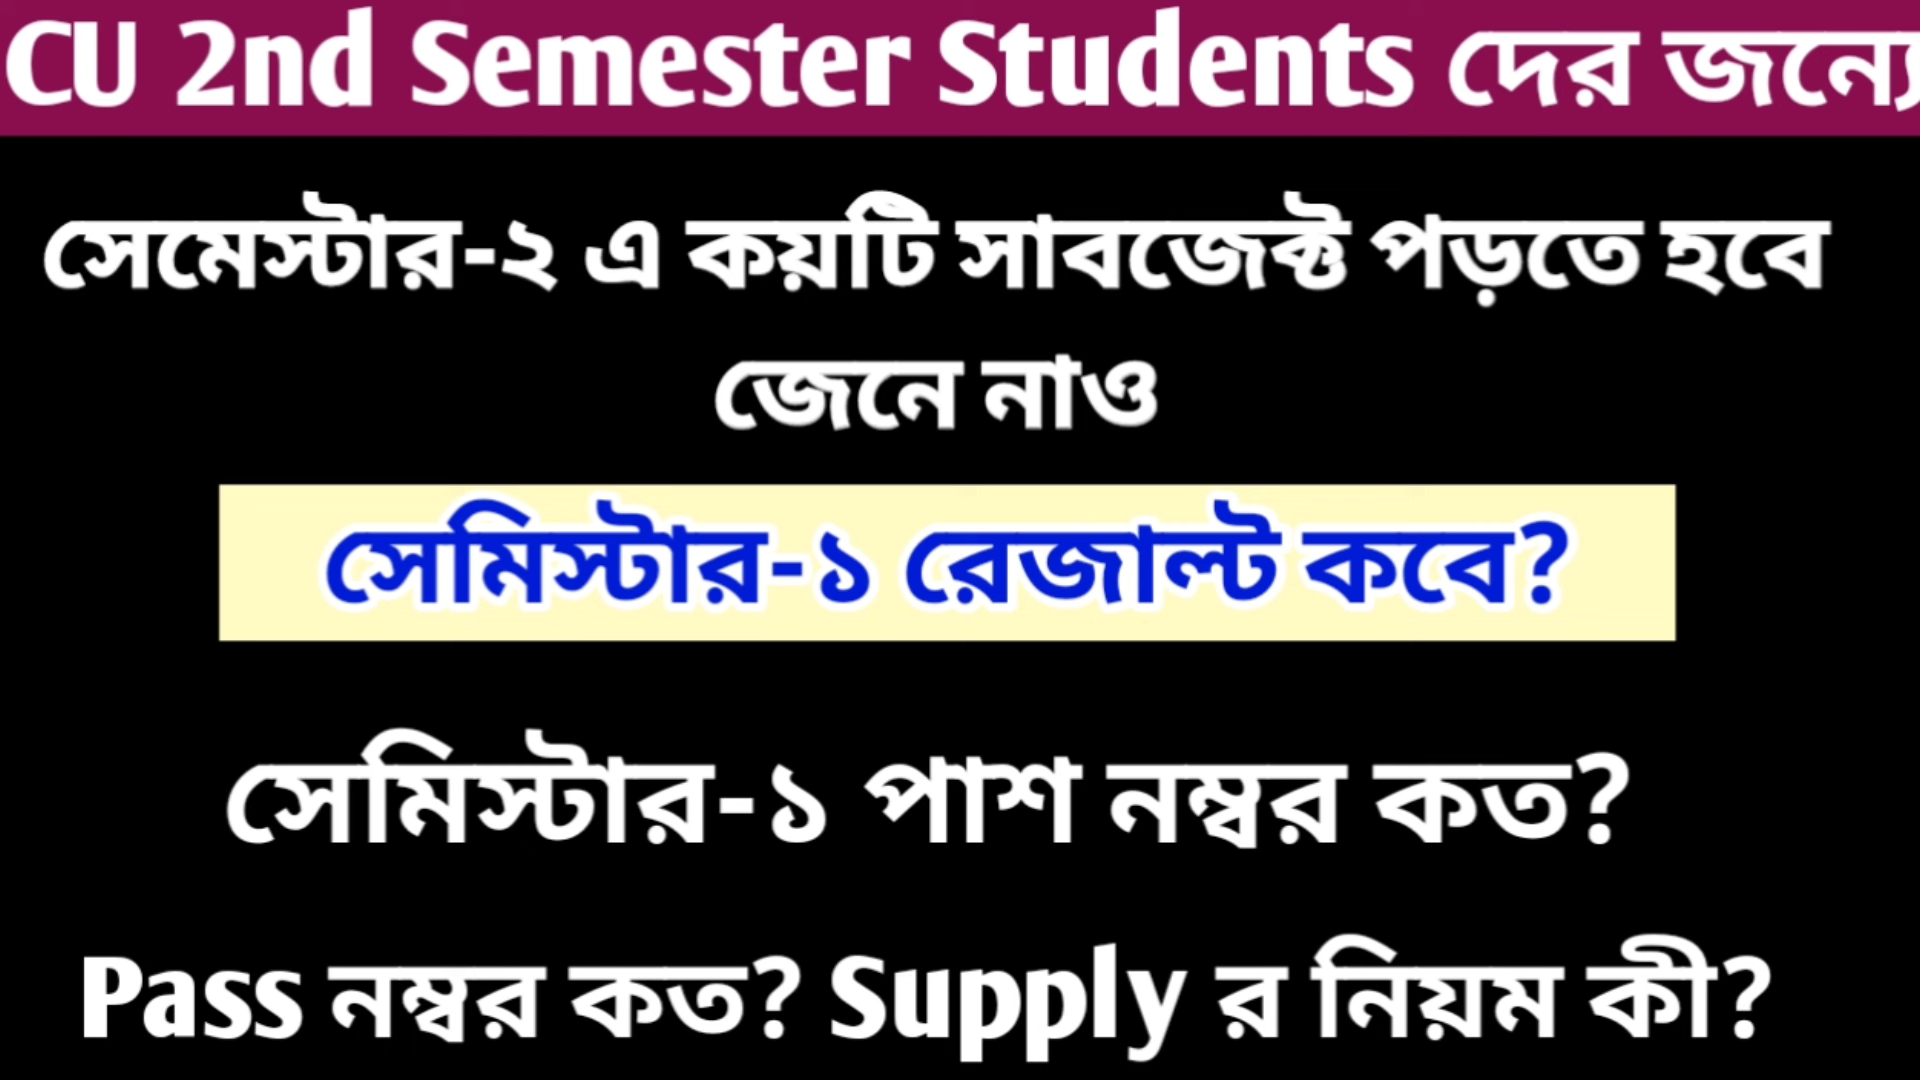 CU 2nd Semester Students দের জন্যে
সেমেস্টার-২ এ কয়টি সাবজেক্ট পড়তে হবে
জেনে নাও
সেমিস্টার-১ রেজাল্ট কবে?
সেমিস্টার-১ পাশ নম্বর কত?
Pass নম্বর কত? Supply র নিয়ম কী?